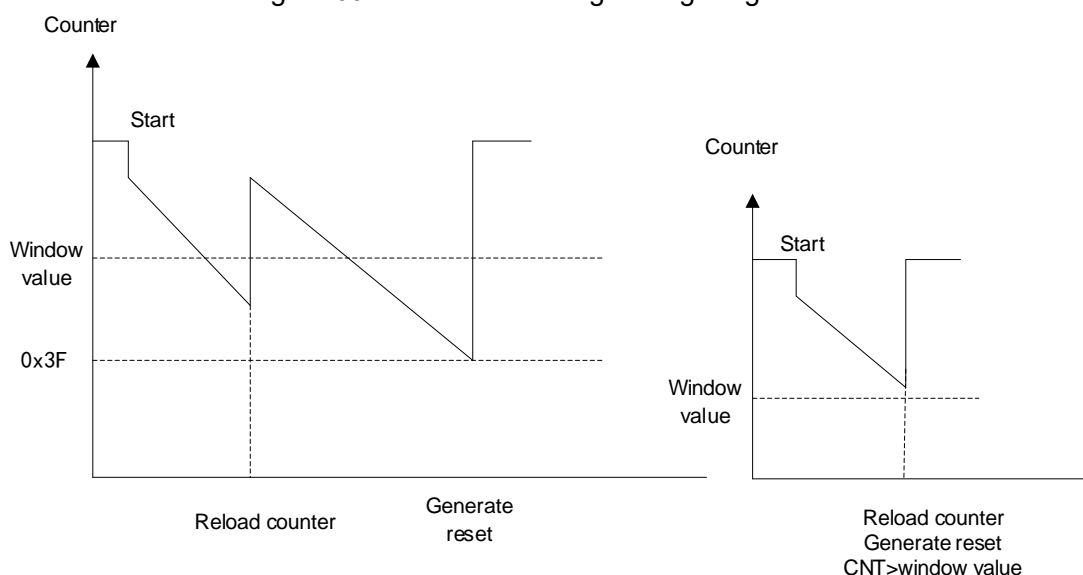 Counter
Start
Window
value
0x3F
Reload counter
Generate
reset
Counter
Start
Window
value
Reload counter
Generate reset
CNT>window value